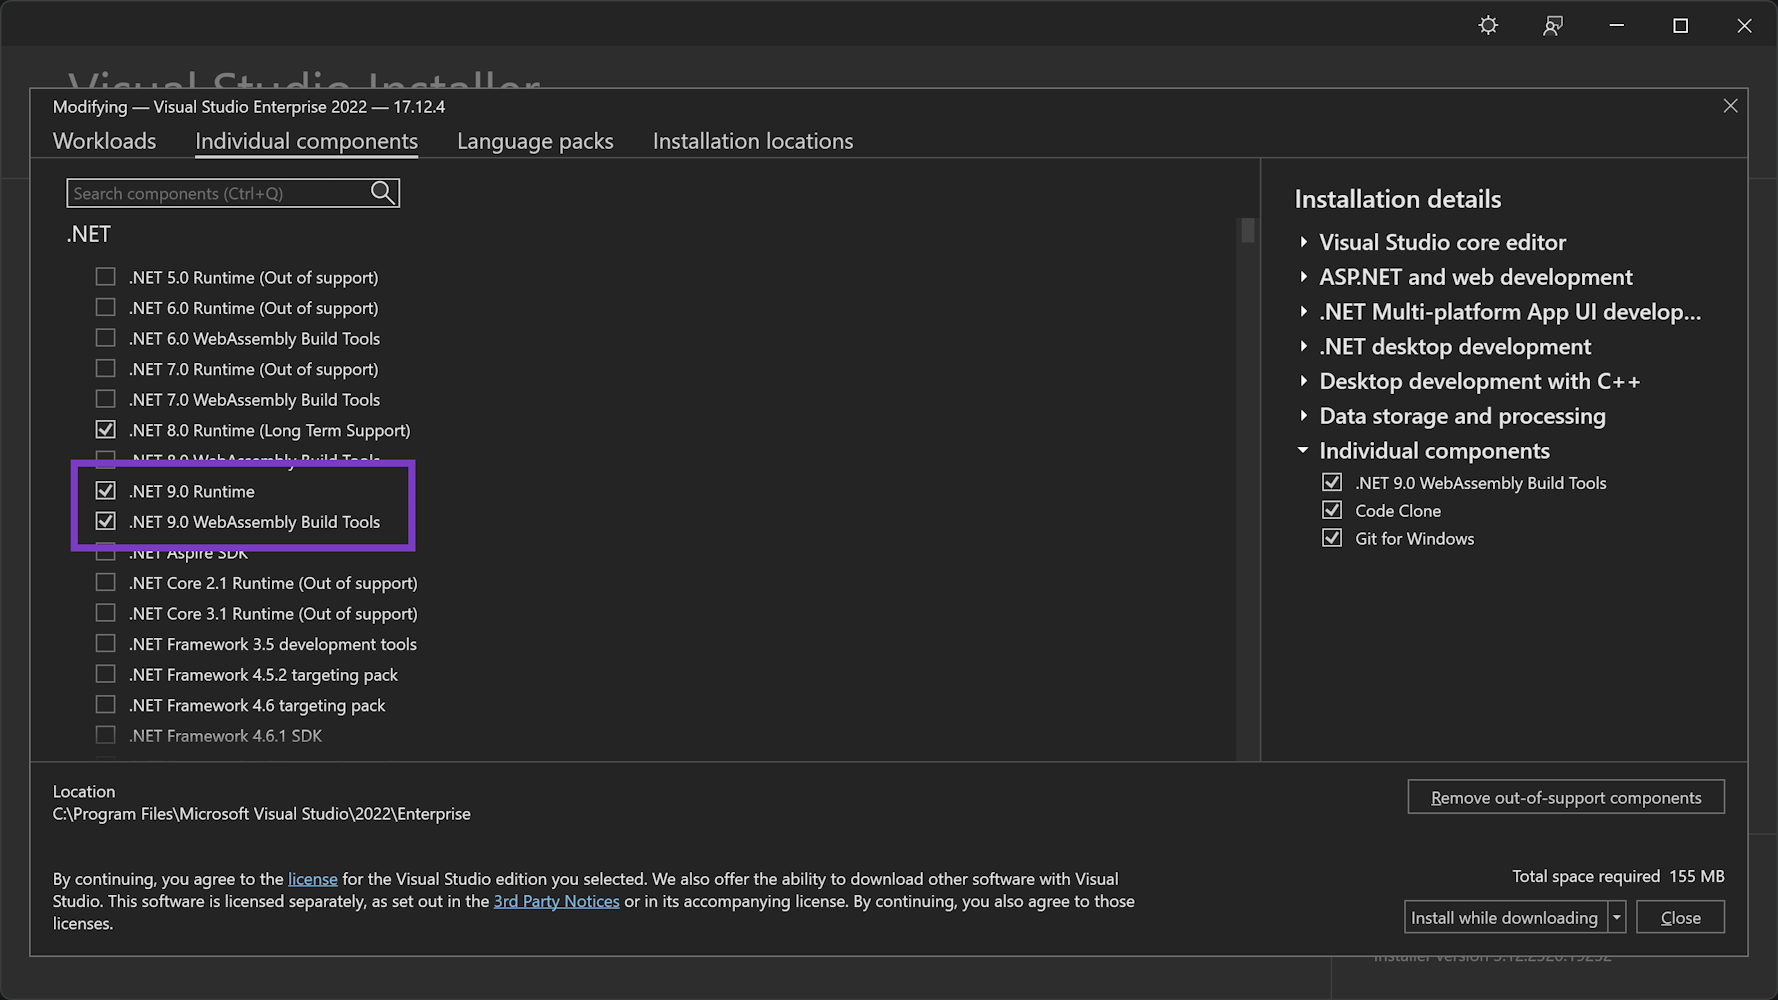 Visual Studio Installer
Modifying — Visual Studio Enterprise 2022 — 17.12.4
Workloads
Individual components
Language packs
Installation locations
Search components (Ctrl+Q)
.NET
.NET 5.0 Runtime (Out of support)
.NET 6.0 Runtime (Out of support)
.NET 6.0 WebAssembly Build Tools
.NET 7.0 Runtime (Out of support)
.NET 7.0 WebAssembly Build Tools
.NET 8.0 Runtime (Long Term Support)
.NET 8.0 WebAssembly Build Tools
.NET 9.0 Runtime
.NET 9.0 WebAssembly Build Tools
.NET Aspire SDK
.NET Core 2.1 Runtime (Out of support)
.NET Core 3.1 Runtime (Out of support)
.NET Framework 3.5 development tools
.NET Framework 4.5.2 targeting pack
.NET Framework 4.6 targeting pack
.NET Framework 4.6.1 SDK
Installation details
Visual Studio core editor
ASP.NET and web development
.NET Multi-platform App UI develop...
.NET desktop development
Desktop development with C++
Data storage and processing
Individual components
.NET 9.0 WebAssembly Build Tools
Code Clone
Git for Windows
Location
C:\Program Files\Microsoft Visual Studio\2022\Enterprise
Remove out-of-support components
By continuing, you agree to the license for the Visual Studio edition you selected. We also offer the ability to download other software with Visual
Studio. This software is licensed separately, as set out in the 3rd Party Notices or in its accompanying license. By continuing, you also agree to those
licenses.
Total space required 155 MB
Install while downloading
Close
Installer version